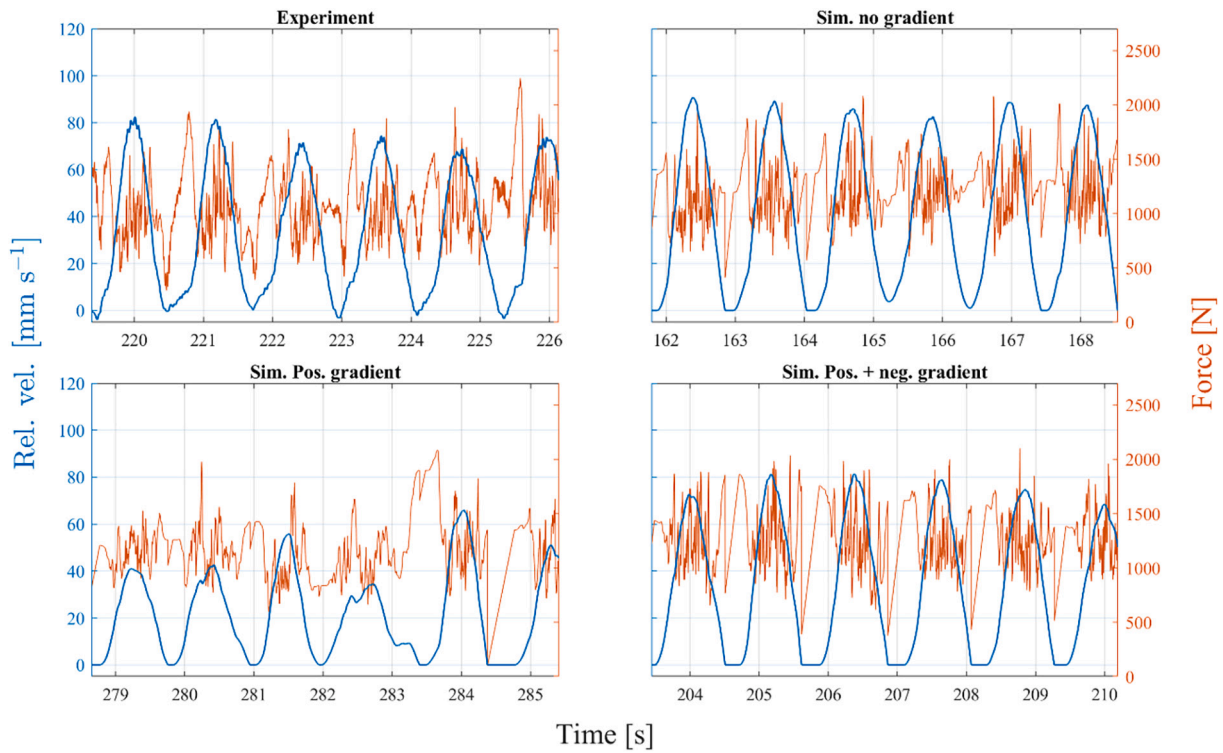 Experiment
Sim. no gradient
120
100
80
60
40
20
0
220 221 222 223 224 225 226
2500
2000
1500
1000
500
0
162 163 164 165 166 167 168
Sim. Pos. gradient
Sim. Pos. + neg. gradient
120
100
80
60
40
20
0
279 280 281 282 283 284 285
2500
2000
1500
1000
500
0
204 205 206 207 208 209 210
Rel. vel. [mm s⁻¹]
Force [N]
Time [s]